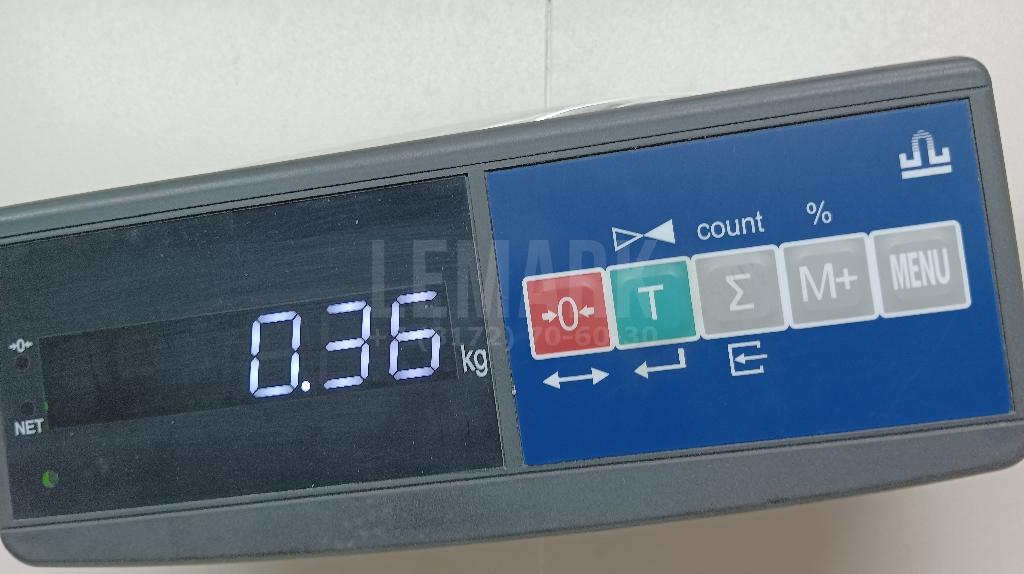 count %
→0← T Σ M+ MENU
0.36 kg
→0←
NET
LEMARK